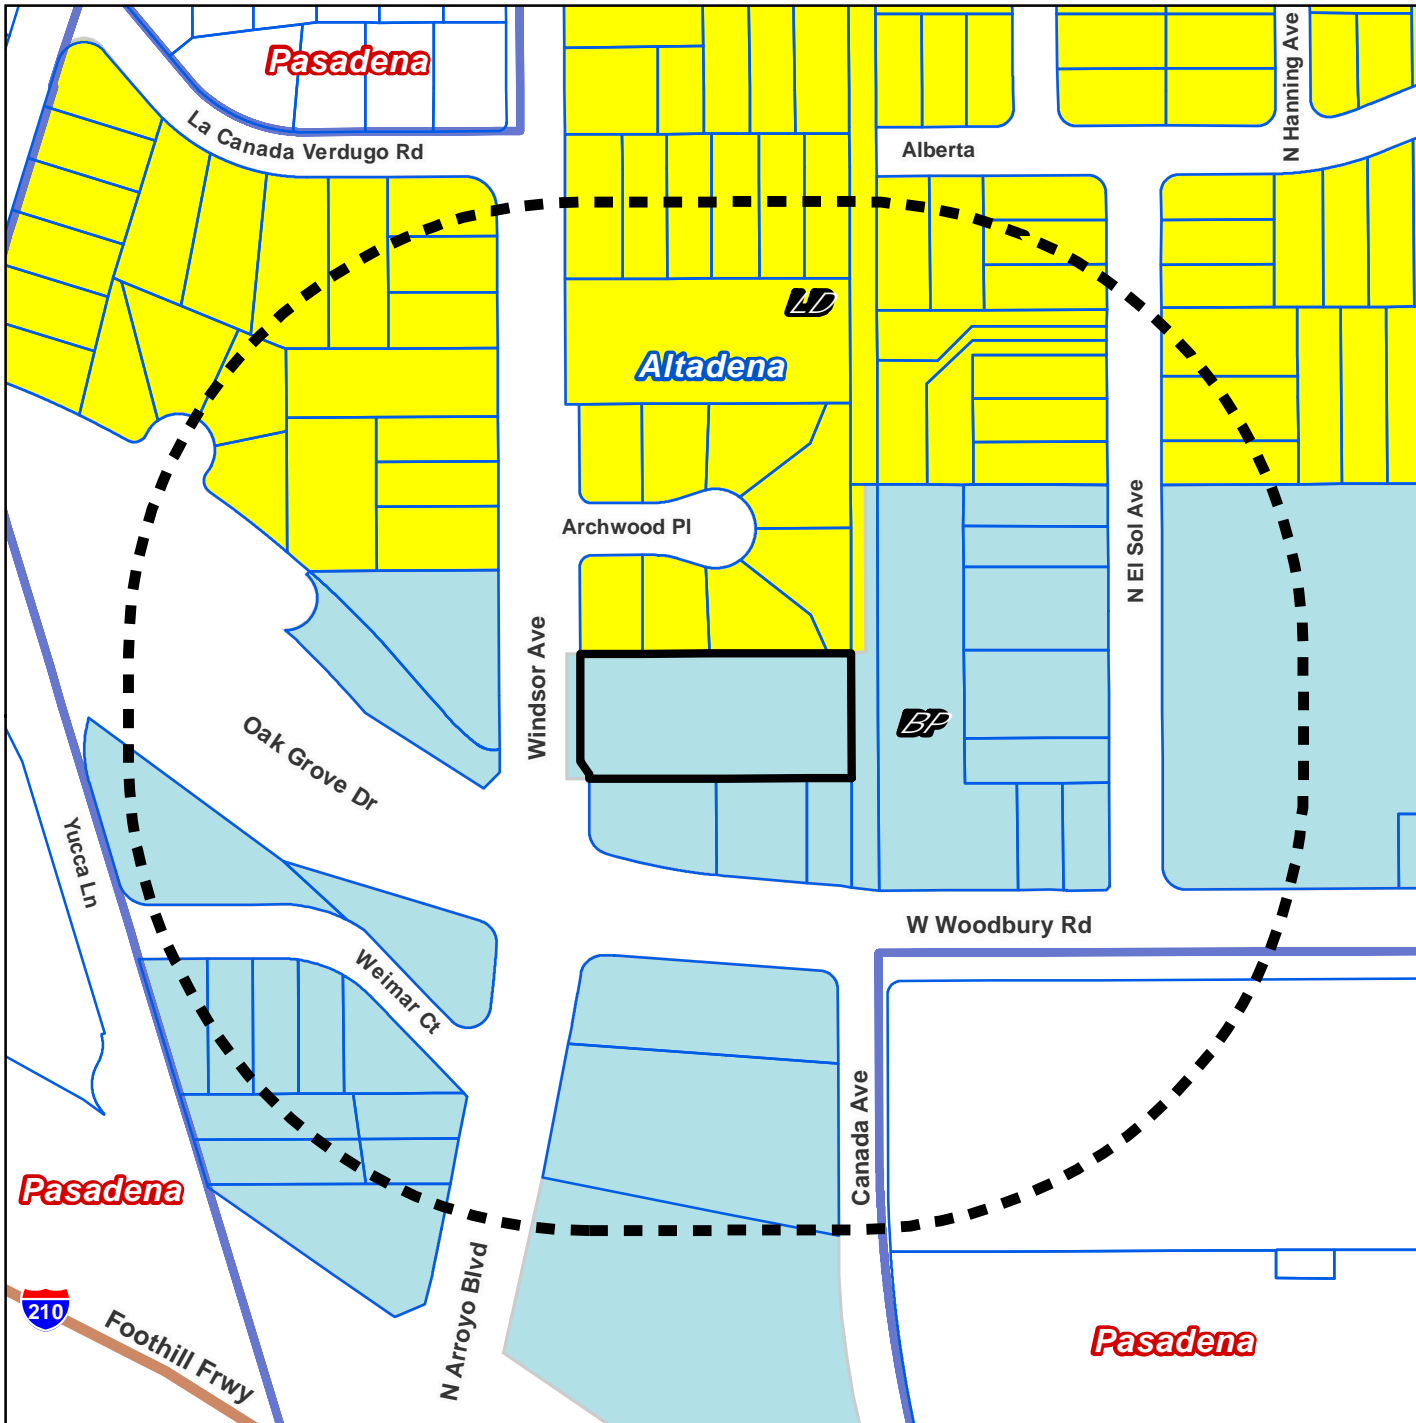 Pasadena
N Hanning Ave
La Canada Verdugo Rd
Alberta
LD
Altadena
Archwood Pl
N El Sol Ave
Windsor Ave
BP
Oak Grove Dr
Yucca Ln
W Woodbury Rd
Weimar Ct
Canada Ave
Pasadena
N Arroyo Blvd
210
Foothill Frwy
Pasadena